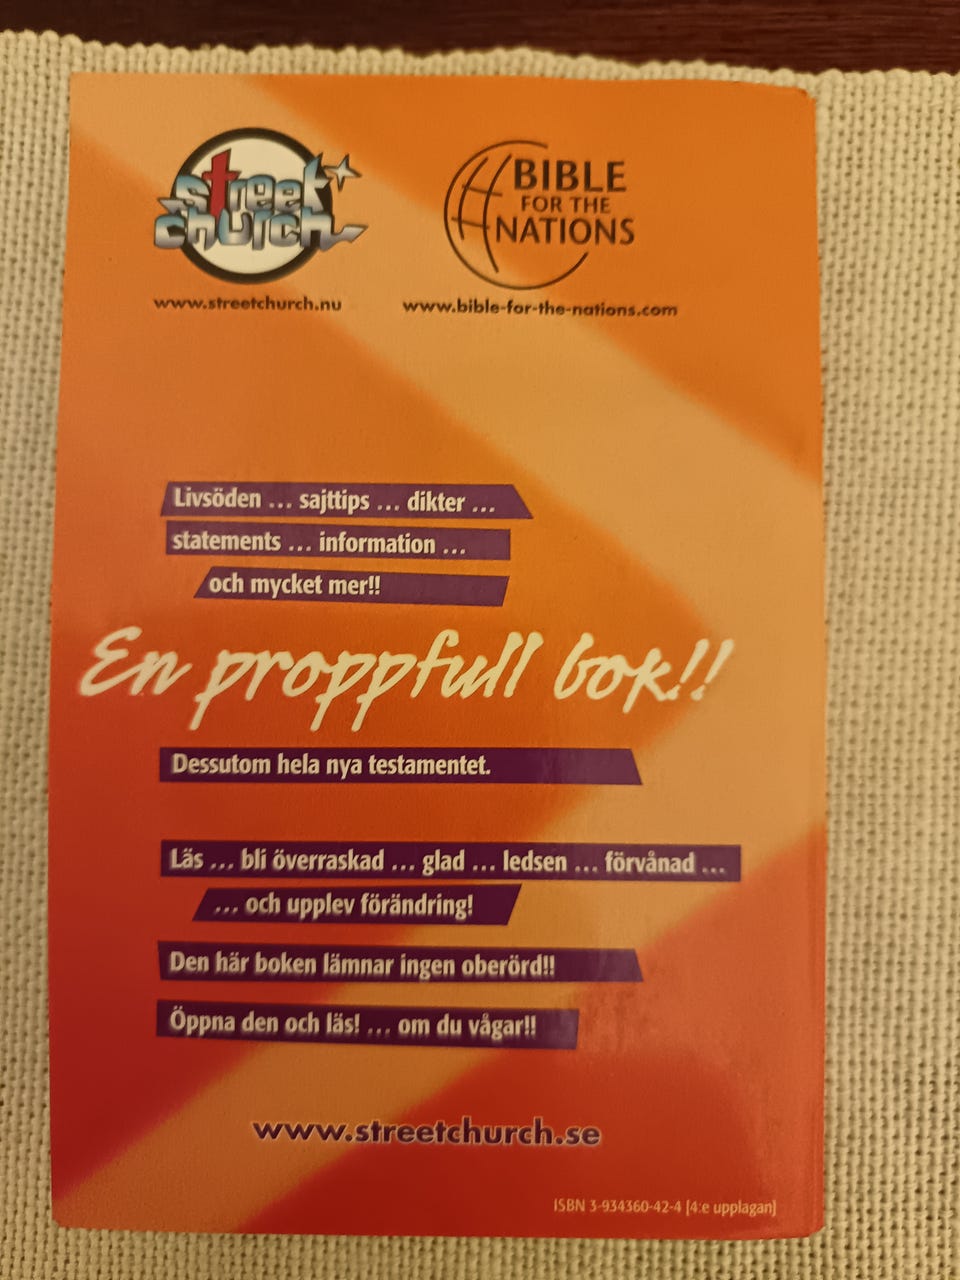 street church
BIBLE
FOR THE
NATIONS
www.streetchurch.nu
www.bible-for-the-nations.com
Livsöden ... sajttips ... dikter ...
statements ... information ...
och mycket mer!!
En proppfull bok!!
Dessutom hela nya testamentet.
Läs ... bli överraskad ... glad ... ledsen ... förvånad ...
... och upplev förändring!
Den här boken lämnar ingen oberörd!!
Öppna den och läs! ... om du vågar!!
www.streetchurch.se
ISBN 3-934360-42-4 [4:e upplagan]